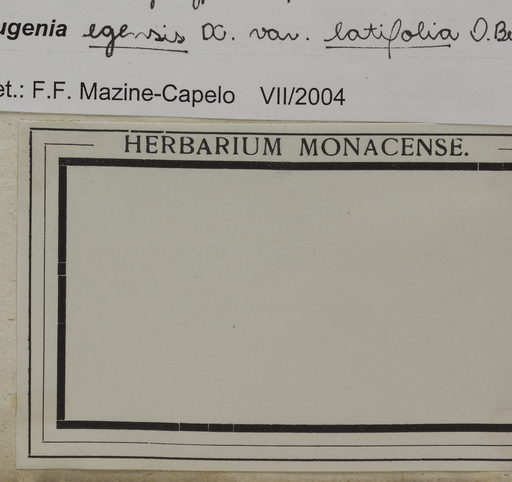 ugenia egensis DC. var. latifolia O.Be
et.: F.F. Mazine-Capelo VII/2004
HERBARIUM MONACENSE.